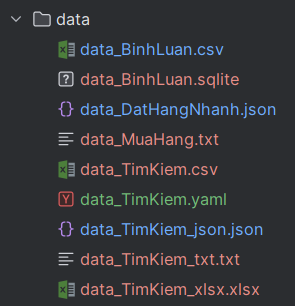 data
data_BinhLuan.csv
data_BinhLuan.sqlite
data_DatHangNhanh.json
data_MuaHang.txt
data_TimKiem.csv
data_TimKiem.yaml
data_TimKiem_json.json
data_TimKiem_txt.txt
data_TimKiem_xlsx.xlsx